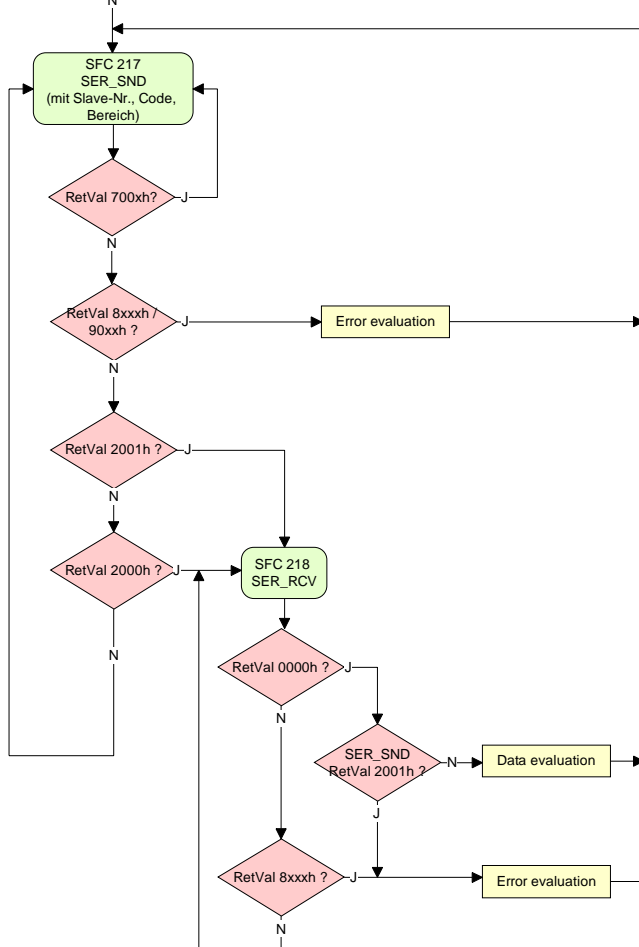 N
SFC 217
SER_SND
(mit Slave-Nr., Code,
Bereich)
RetVal 700xh?
J
N
RetVal 8xxxh /
90xxh ?
J
Error evaluation
N
RetVal 2001h ?
J
N
RetVal 2000h ?
J
SFC 218
SER_RCV
N
RetVal 0000h ?
J
N
SER_SND
RetVal 2001h ?
N
Data evaluation
J
RetVal 8xxxh ?
J
Error evaluation
N